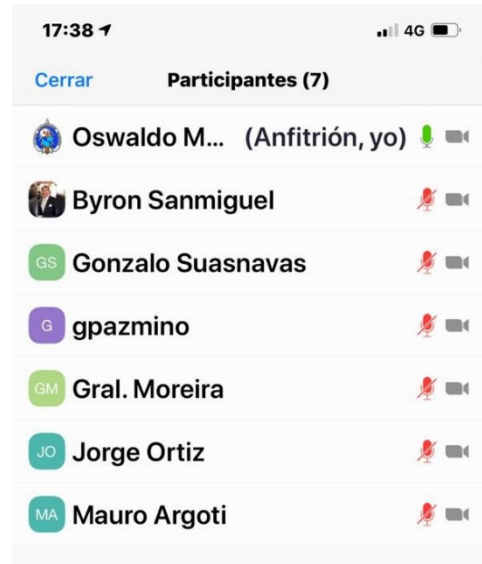 17:38 4G
Cerrar Participantes (7)
Oswaldo M... (Anfitrión, yo)
Byron Sanmiguel
GS Gonzalo Suasnavas
G gpazmino
GM Gral. Moreira
JO Jorge Ortiz
MA Mauro Argoti